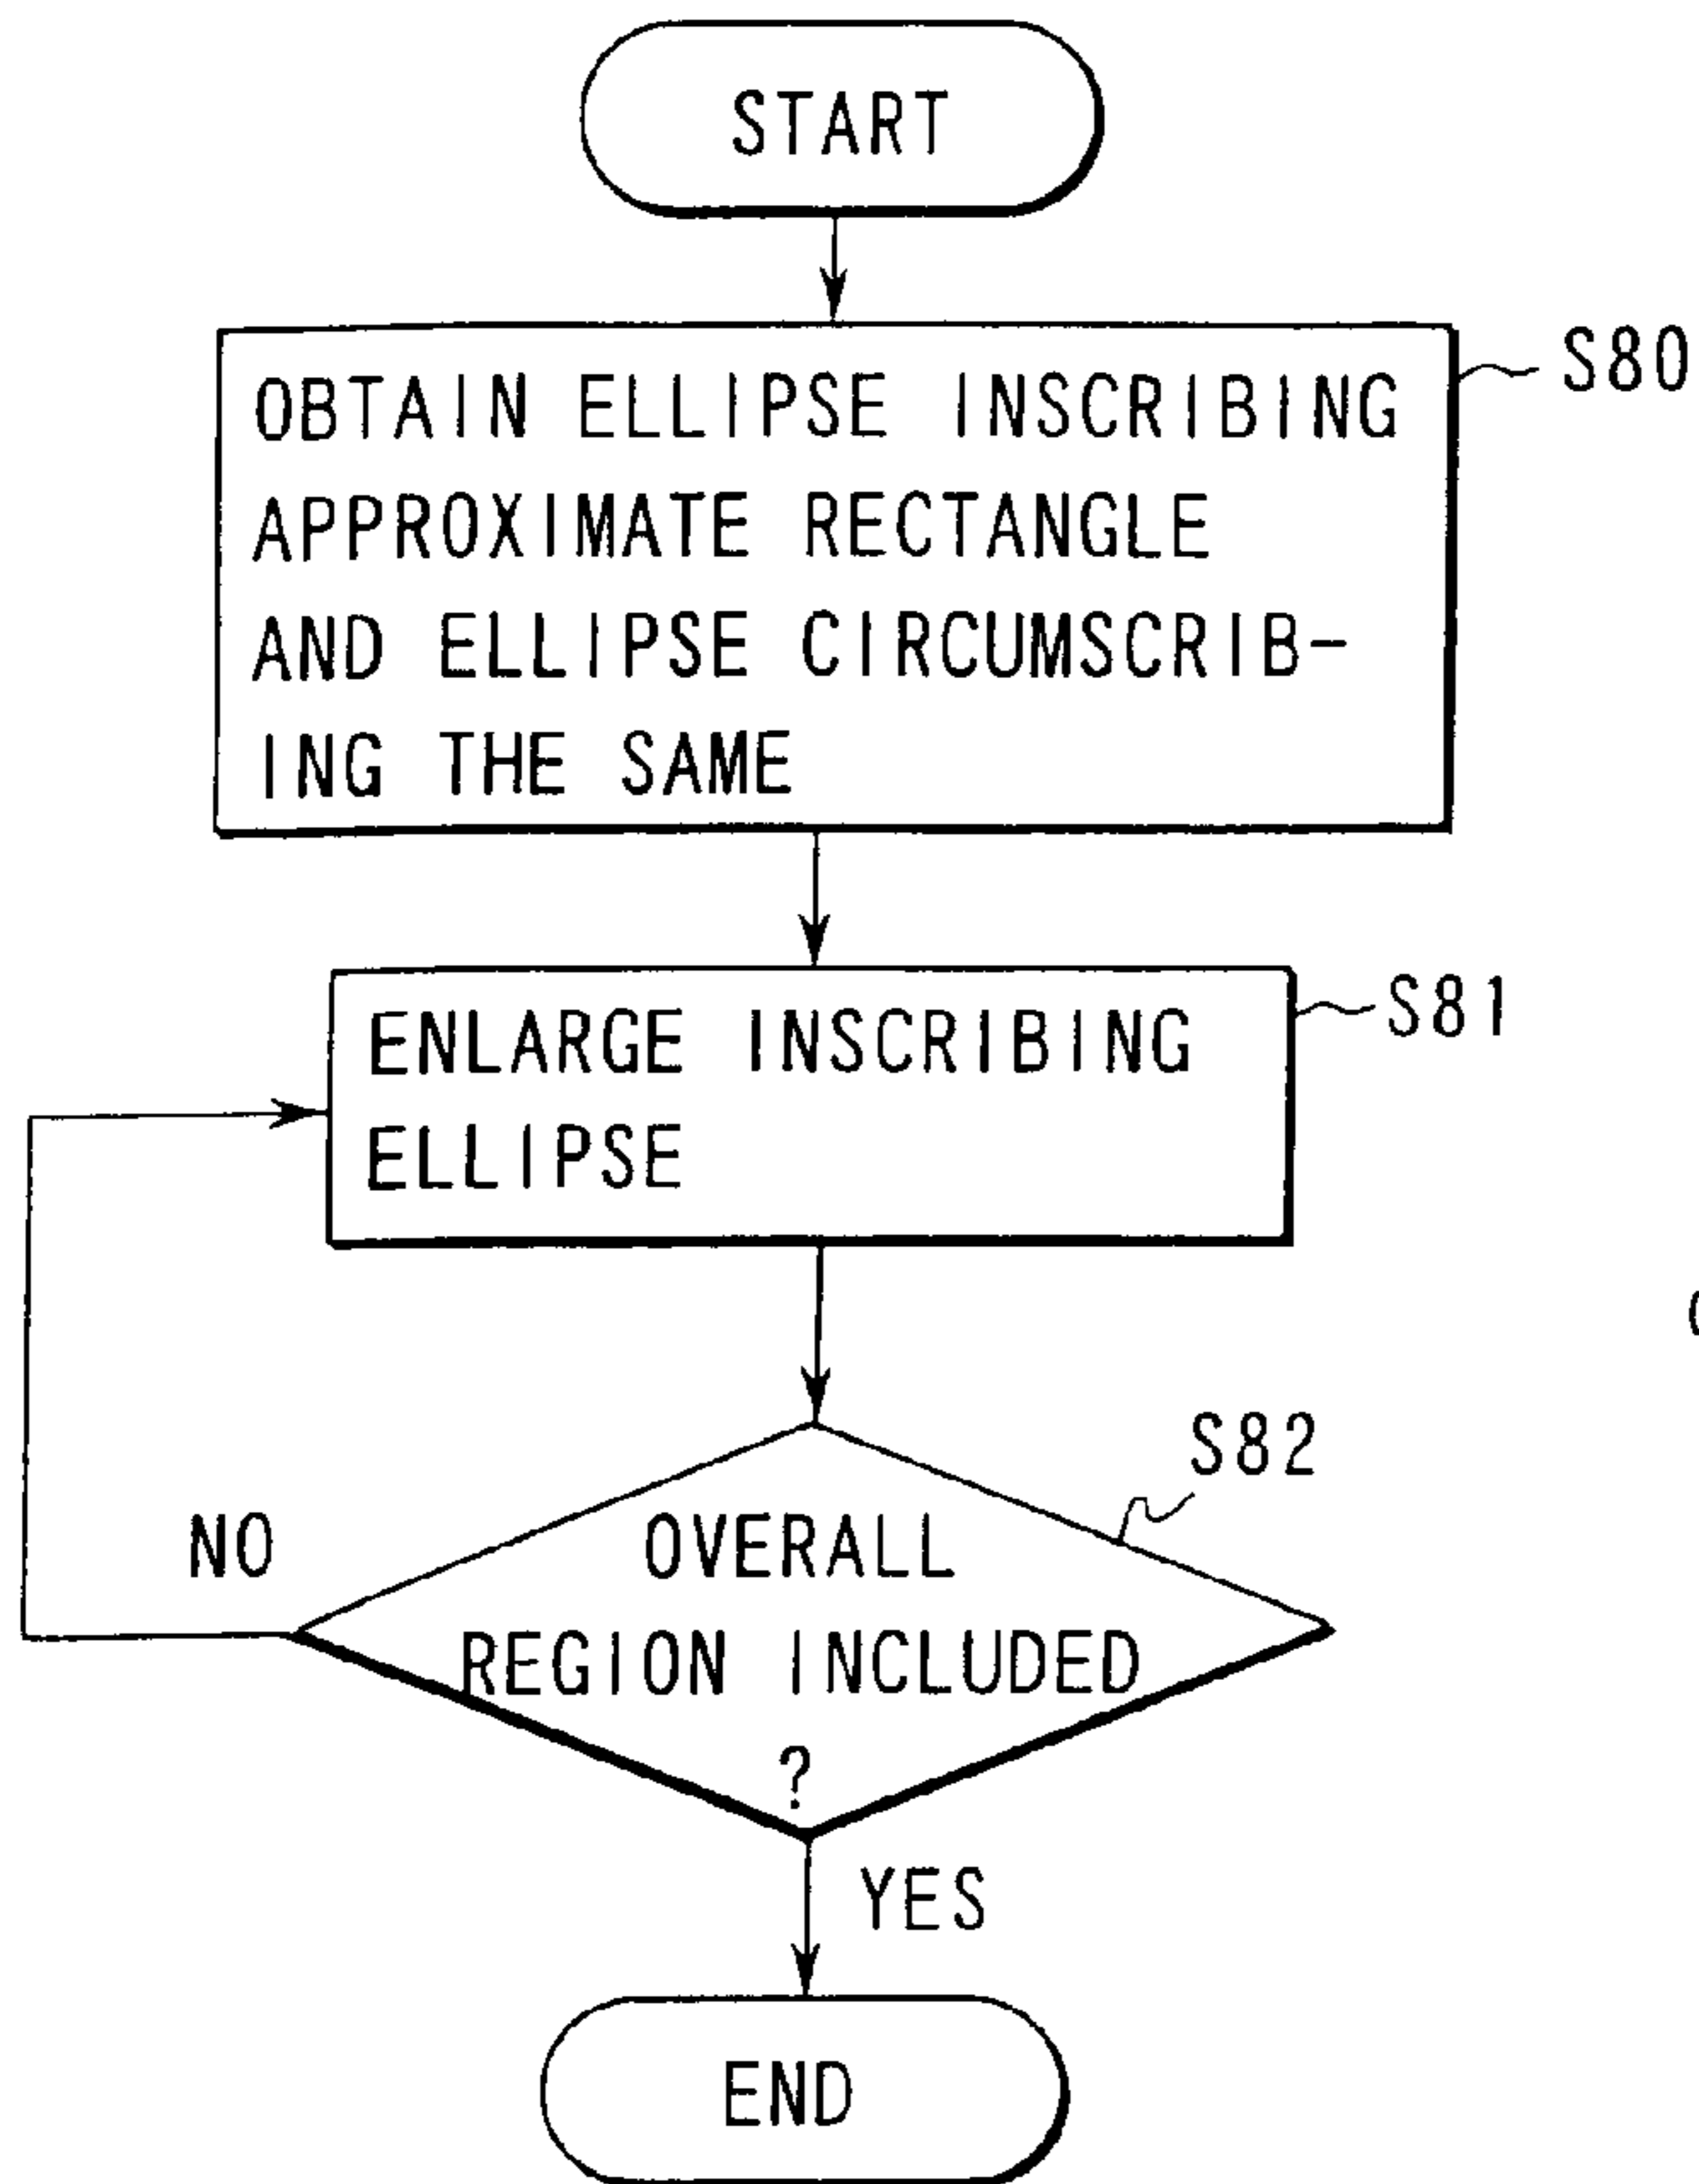 START
OBTAIN ELLIPSE INSCRIBING
APPROXIMATE RECTANGLE
AND ELLIPSE CIRCUMSCRIB-
ING THE SAME
S80
ENLARGE INSCRIBING
ELLIPSE
S81
S82
OVERALL
REGION INCLUDED
?
NO
YES
END